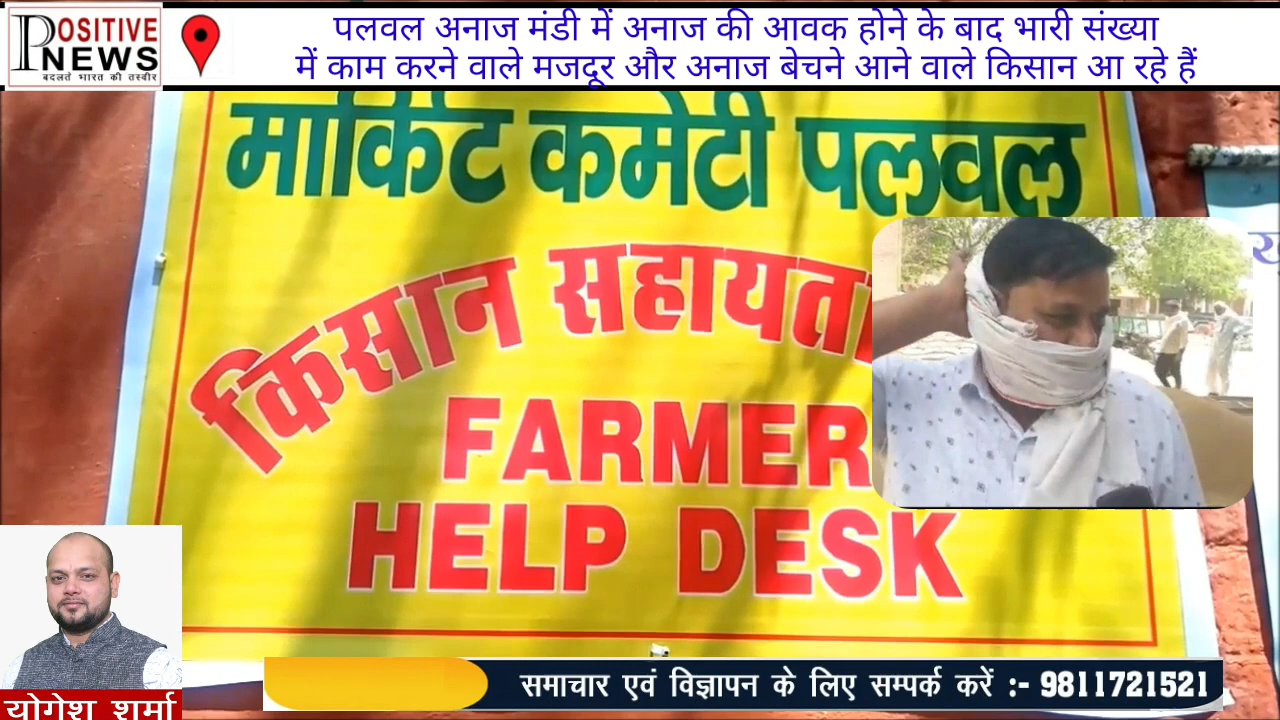 POSITIVE
NEWS
बदलते भारत की तस्वीर
पलवल अनाज मंडी में अनाज की आवक होने के बाद भारी संख्या
में काम करने वाले मजदूर और अनाज बेचने आने वाले किसान आ रहे हैं
मार्किट कमेटी पलवल
किसान सहायता
FARMER
HELP DESK
योगेश शर्मा
समाचार एवं विज्ञापन के लिए सम्पर्क करें :- 9811721521